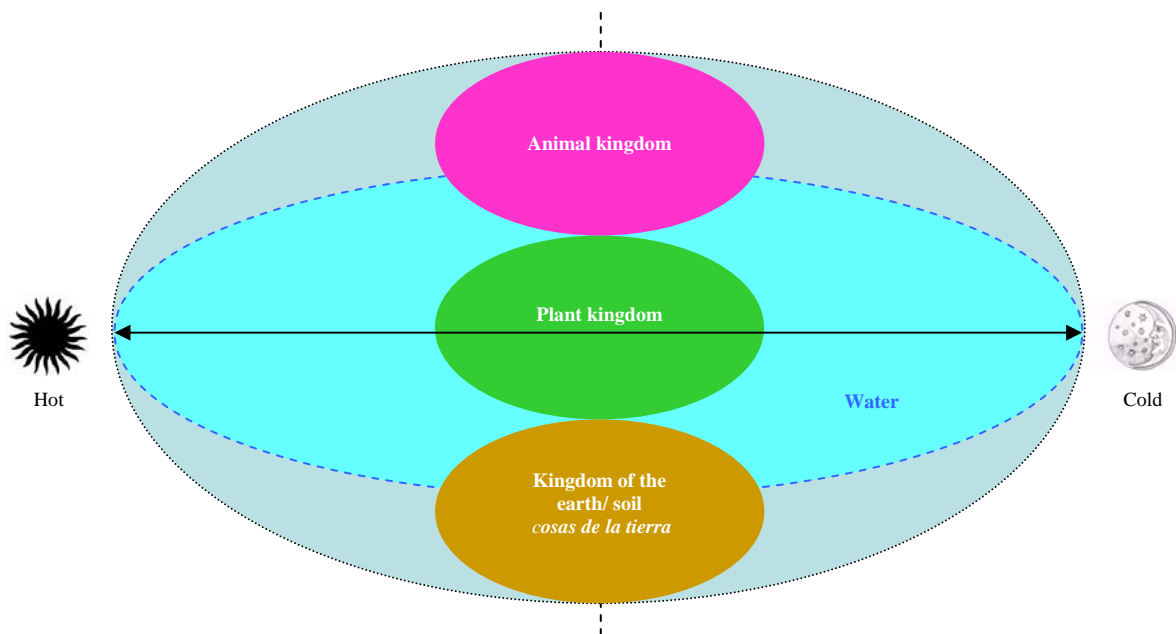 Animal kingdom
Plant kingdom
Hot
Water
Cold
Kingdom of the
earth/ soil
cosas de la tierra